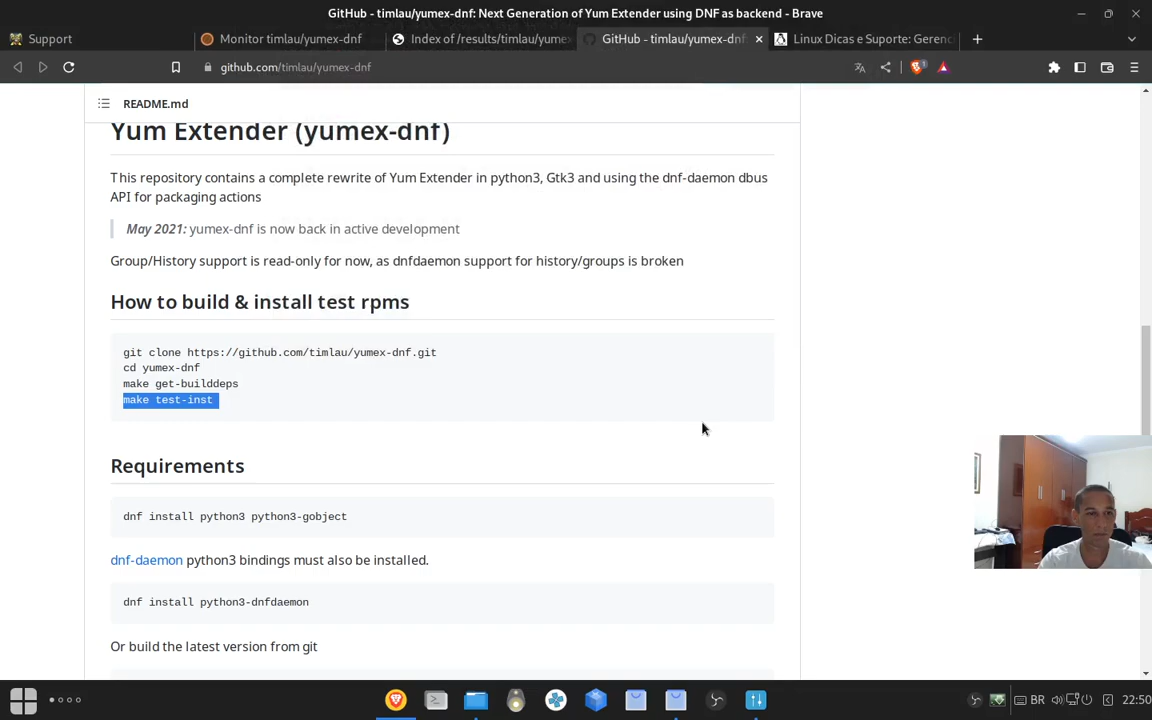 GitHub - timlau/yumex-dnf: Next Generation of Yum Extender using DNF as backend - Brave
Support
Monitor timlau/yumex-dnf
Index of /results/timlau/yume
GitHub - timlau/yumex-dnf
Linux Dicas e Suporte: Gerenc
github.com/timlau/yumex-dnf
README.md
Yum Extender (yumex-dnf)
This repository contains a complete rewrite of Yum Extender in python3, Gtk3 and using the dnf-daemon dbus
API for packaging actions
May 2021: yumex-dnf is now back in active development
Group/History support is read-only for now, as dnfdaemon support for history/groups is broken
How to build & install test rpms
git clone https://github.com/timlau/yumex-dnf.git
cd yumex-dnf
make get-builddeps
make test-inst
Requirements
dnf install python3 python3-gobject
dnf-daemon python3 bindings must also be installed.
dnf install python3-dnfdaemon
Or build the latest version from git
BR
22:50